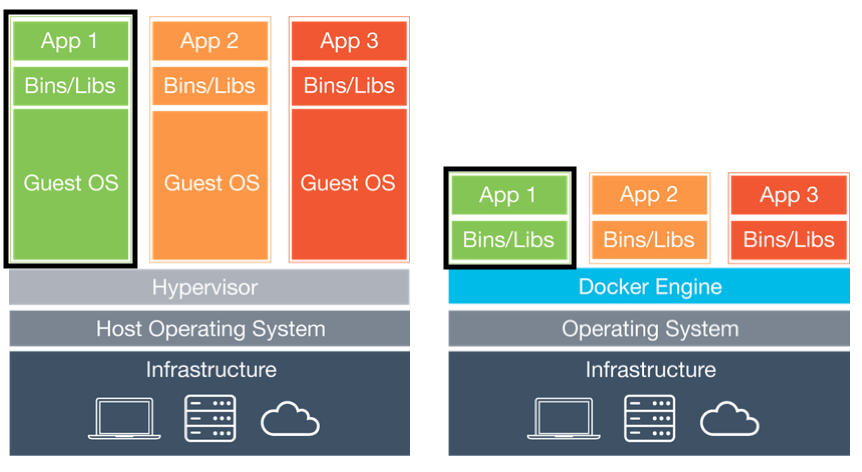 App 1
App 2
App 3
Bins/Libs
Bins/Libs
Bins/Libs
Guest OS
Guest OS
Guest OS
Hypervisor
Host Operating System
Infrastructure
App 1
App 2
App 3
Bins/Libs
Bins/Libs
Bins/Libs
Docker Engine
Operating System
Infrastructure